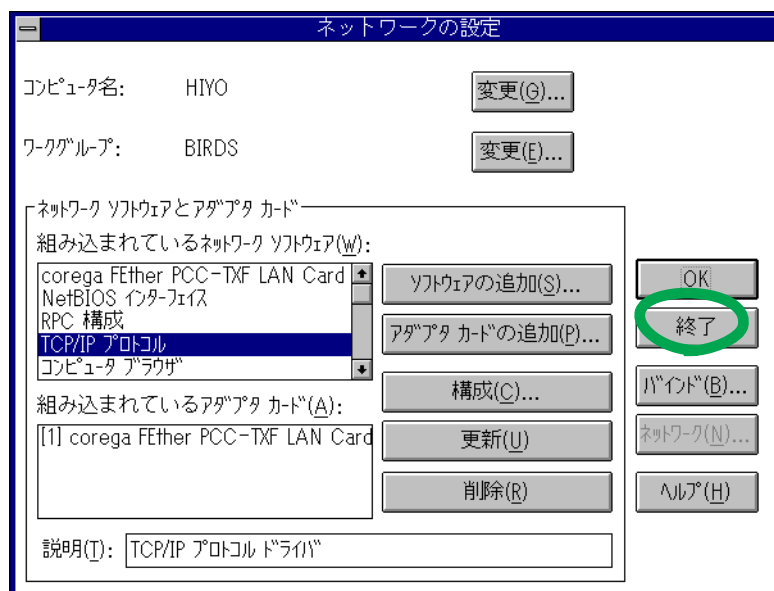 ネットワークの設定
ｺﾝﾋﾟｭｰﾀ名: HIYO 変更(G)...
ﾜｰｸｸﾞﾙｰﾌﾟ: BIRDS 変更(E)...
ﾈｯﾄﾜｰｸ ｿﾌﾄｳｪｱとｱﾀﾞﾌﾟﾀ ｶｰﾄﾞ
組み込まれているﾈｯﾄﾜｰｸ ｿﾌﾄｳｪｱ(W):
corega FEther PCC-TXF LAN Card
NetBIOS ｲﾝﾀｰﾌｪｲｽ
RPC 構成
TCP/IP ﾌﾟﾛﾄｺﾙ
ｺﾝﾋﾟｭｰﾀ ﾌﾞﾗｳｻﾞ
組み込まれているｱﾀﾞﾌﾟﾀ ｶｰﾄﾞ(A):
[1] corega FEther PCC-TXF LAN Card
ｿﾌﾄｳｪｱの追加(S)...
ｱﾀﾞﾌﾟﾀ ｶｰﾄﾞの追加(P)...
構成(C)...
更新(U)
削除(R)
OK
終了
ﾊﾞｲﾝﾄﾞ(B)...
ﾈｯﾄﾜｰｸ(N)...
ﾍﾙﾌﾟ(H)
説明(T): TCP/IP ﾌﾟﾛﾄｺﾙ ﾄﾞﾗｲﾊﾞ